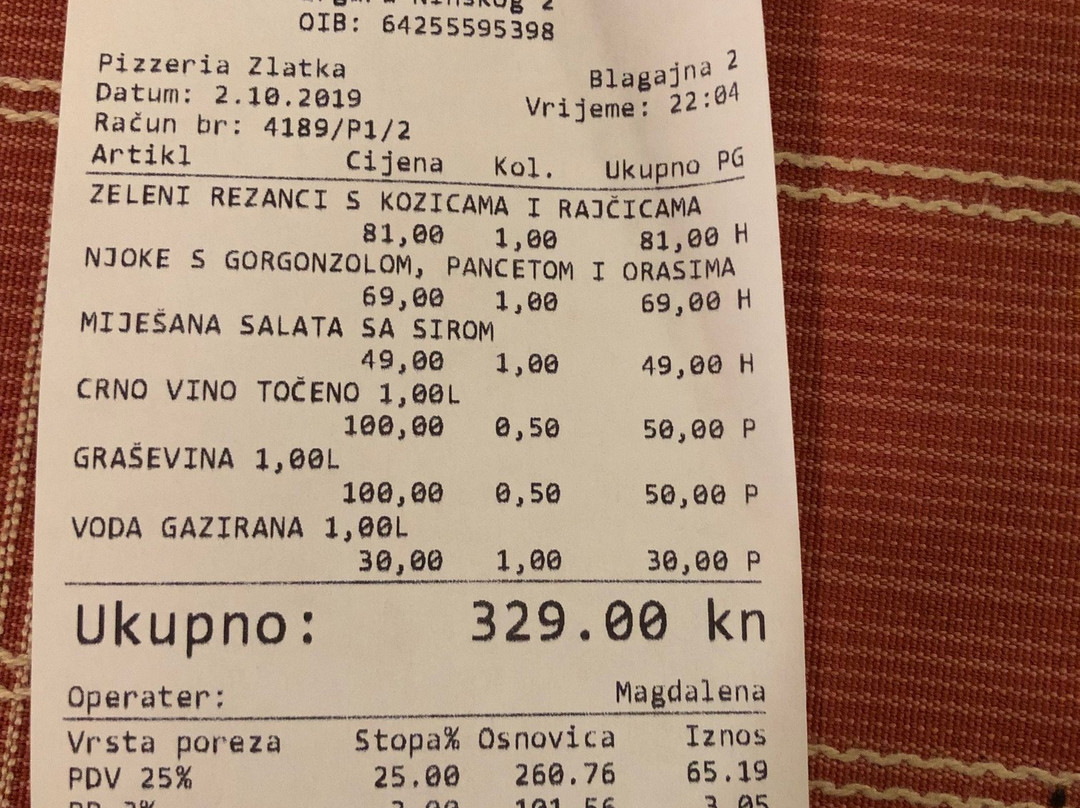 OIB: 64255595398
Pizzeria Zlatka Blagajna 2
Datum: 2.10.2019 Vrijeme: 22:04
Račun br: 4189/P1/2
Artikl Cijena Kol. Ukupno PG
ZELENI REZANCI S KOZICAMA I RAJČICAMA
81,00 1,00 81,00 H
NJOKE S GORGONZOLOM, PANCETOM I ORASIMA
69,00 1,00 69,00 H
MIJEŠANA SALATA SA SIROM
49,00 1,00 49,00 H
CRNO VINO TOČENO 1,00L
100,00 0,50 50,00 P
GRAŠEVINA 1,00L
100,00 0,50 50,00 P
VODA GAZIRANA 1,00L
30,00 1,00 30,00 P
Ukupno: 329.00 kn
Operater: Magdalena
Vrsta poreza Stopa% Osnovica Iznos
PDV 25% 25.00 260.76 65.19